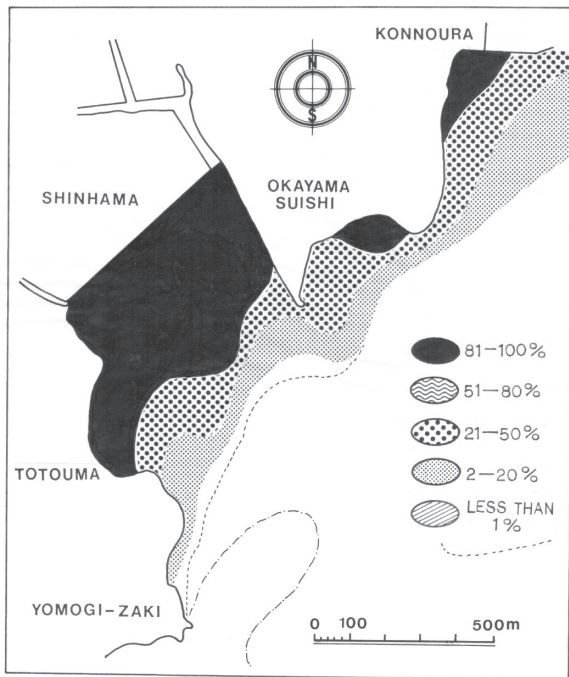 KONNOURA
N
S
SHINHAMA
OKAYAMA
SUISHI
81–100%
51–80%
21–50%
2–20%
LESS THAN
1%
TOTOUMA
YOMOGI-ZAKI
0 100 500m